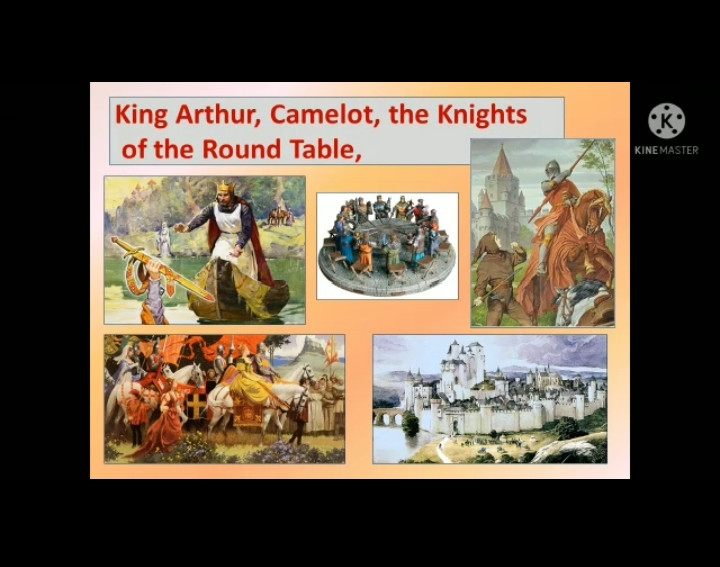 King Arthur, Camelot, the Knights
of the Round Table,
KINEMASTER